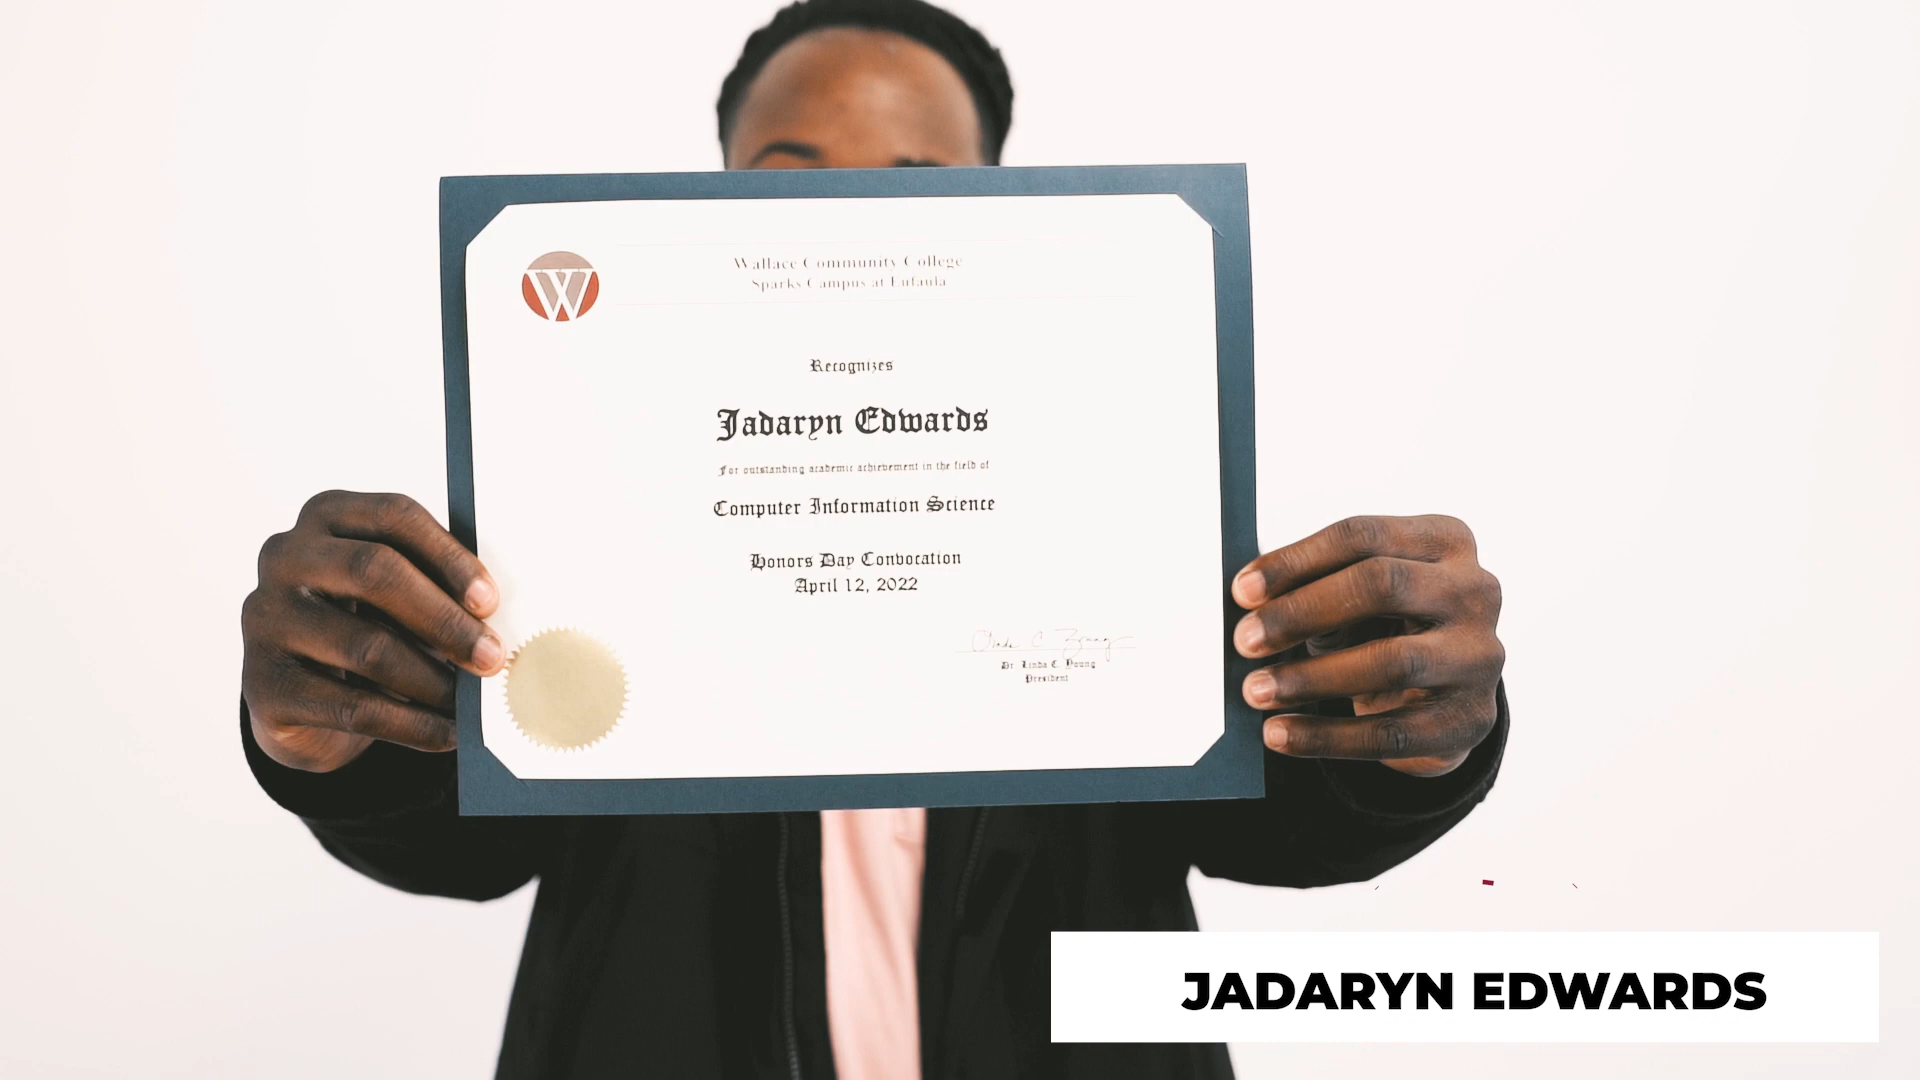 W
Wallace Community College
Sparks Campus at Eufaula
Recognizes
Jadaryn Edwards
For outstanding academic achievement in the field of
Computer Information Science
Honors Day Convocation
April 12, 2022
Dr. Linda C. Young
President
JADARYN EDWARDS